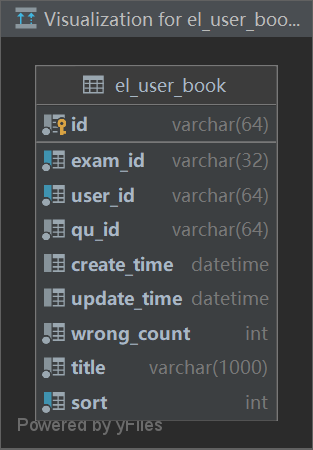 Visualization for el_user_boo...
el_user_book
id varchar(64)
exam_id varchar(32)
user_id varchar(64)
qu_id varchar(64)
create_time datetime
update_time datetime
wrong_count int
title varchar(1000)
sort int
Powered by yFiles